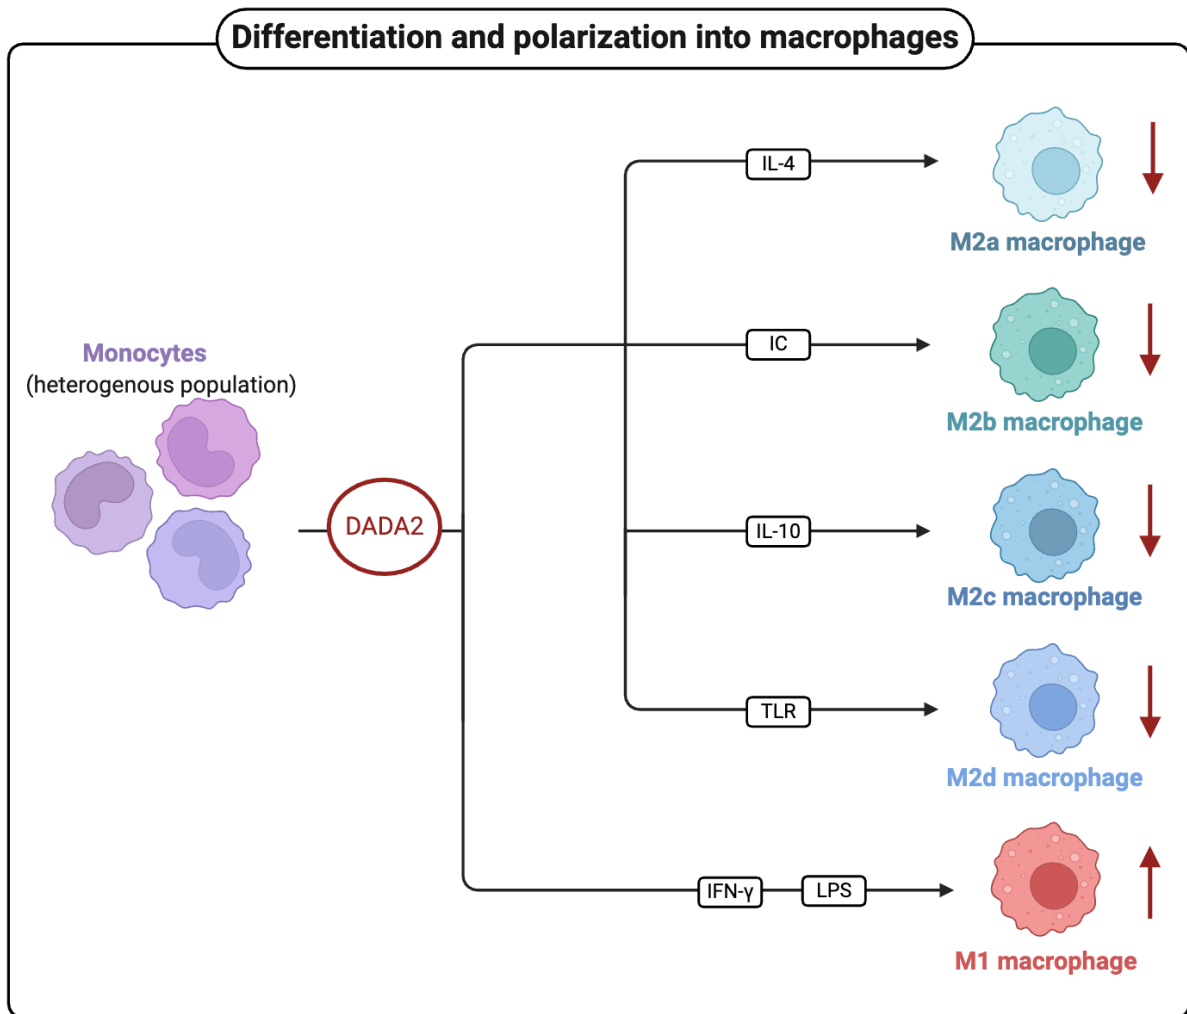 Differentiation and polarization into macrophages
IL-4
M2a macrophage
Monocytes
(heterogenous population)
IC
M2b macrophage
DADA2
IL-10
M2c macrophage
TLR
M2d macrophage
IFN-γ
LPS
M1 macrophage